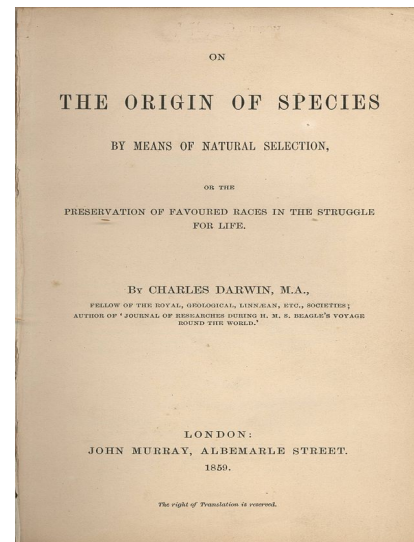 ON
THE ORIGIN OF SPECIES
BY MEANS OF NATURAL SELECTION,
OR THE
PRESERVATION OF FAVOURED RACES IN THE STRUGGLE
FOR LIFE.
BY CHARLES DARWIN, M.A.,
FELLOW OF THE ROYAL, GEOLOGICAL, LINNÆAN, ETC., SOCIETIES;
AUTHOR OF ‘JOURNAL OF RESEARCHES DURING H. M. S. BEAGLE’S VOYAGE
ROUND THE WORLD.’
LONDON:
JOHN MURRAY, ALBEMARLE STREET.
1859.
The right of Translation is reserved.